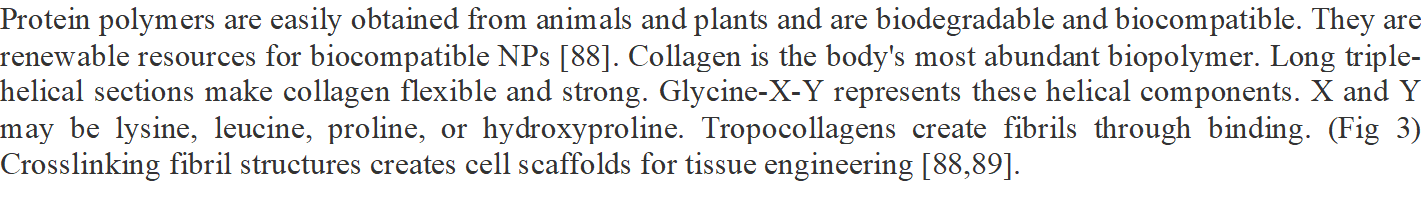 Protein polymers are easily obtained from animals and plants and are biodegradable and biocompatible. They are
renewable resources for biocompatible NPs [88]. Collagen is the body's most abundant biopolymer. Long triple-
helical sections make collagen flexible and strong. Glycine-X-Y represents these helical components. X and Y
may be lysine, leucine, proline, or hydroxyproline. Tropocollagens create fibrils through binding. (Fig 3)
Crosslinking fibril structures creates cell scaffolds for tissue engineering [88,89].